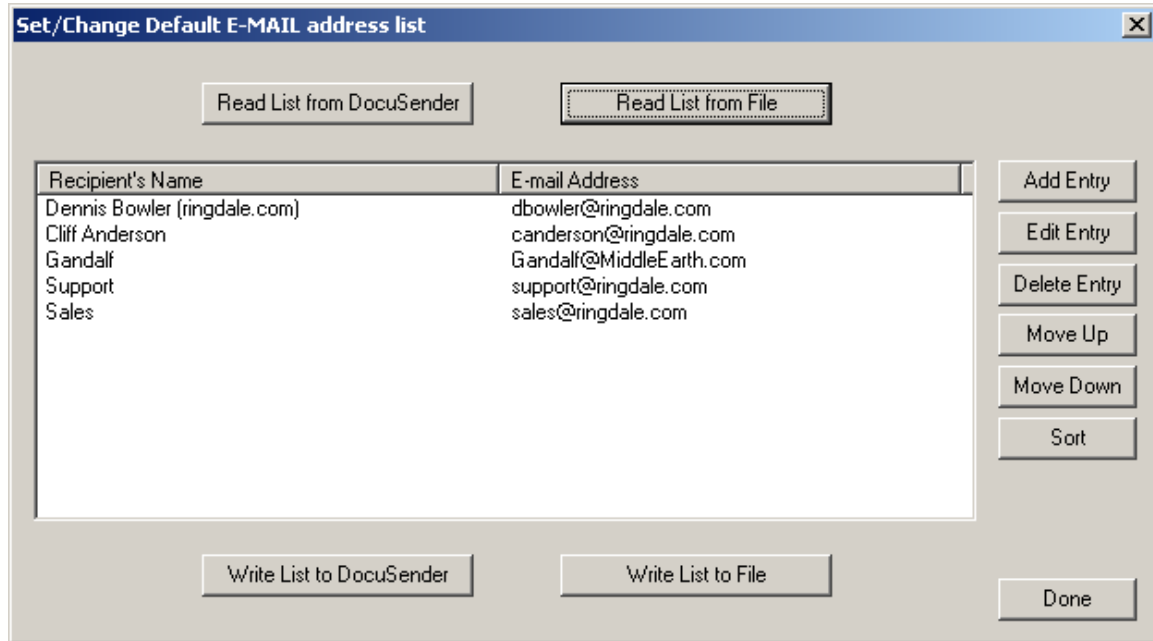 Set/Change Default E-MAIL address list
Read List from DocuSender Read List from File
Recipient's Name E-mail Address
Dennis Bowler (ringdale.com) dbowler@ringdale.com
Cliff Anderson canderson@ringdale.com
Gandalf Gandalf@MiddleEarth.com
Support support@ringdale.com
Sales sales@ringdale.com
Add Entry
Edit Entry
Delete Entry
Move Up
Move Down
Sort
Write List to DocuSender Write List to File
Done